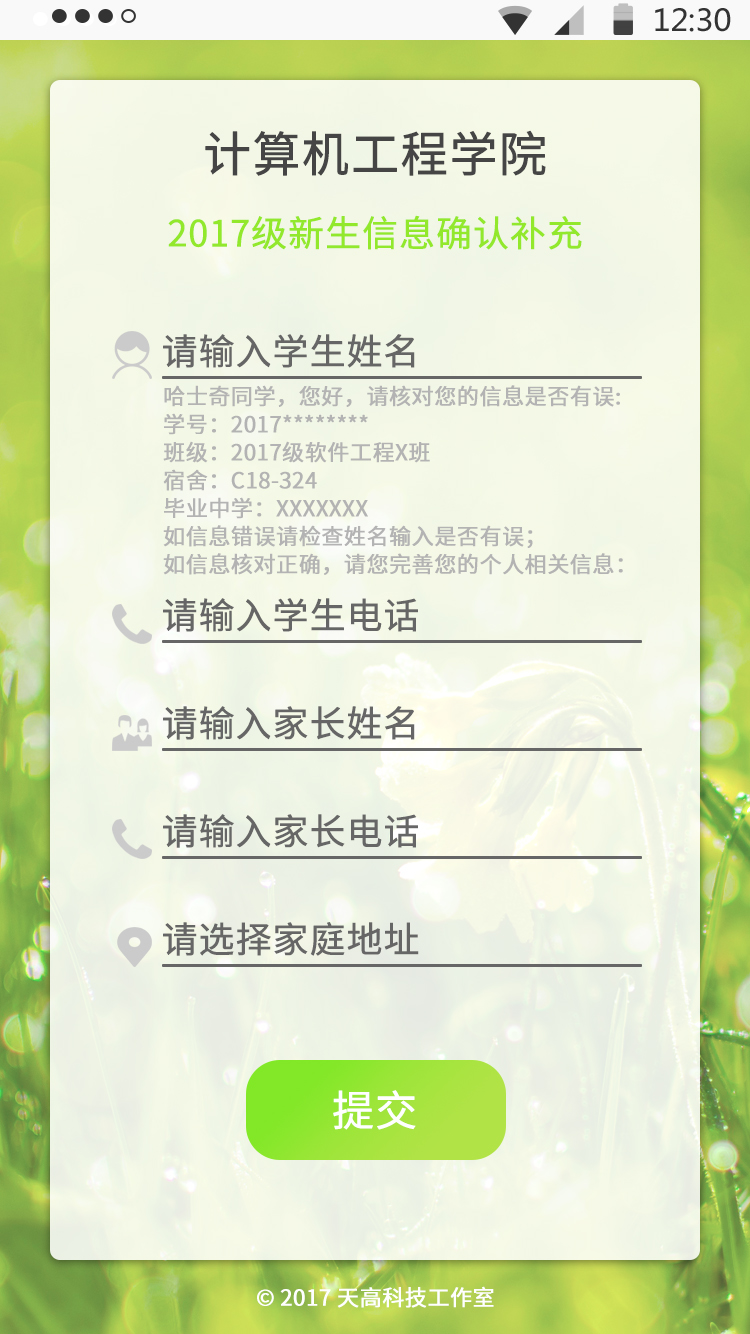 12:30
计算机工程学院
2017级新生信息确认补充
请输入学生姓名
哈士奇同学，您好，请核对您的信息是否有误:
学号：2017********
班级：2017级软件工程X班
宿舍：C18-324
毕业中学：XXXXXXX
如信息错误请检查姓名输入是否有误；
如信息核对正确，请您完善您的个人相关信息：
请输入学生电话
请输入家长姓名
请输入家长电话
请选择家庭地址
提交
© 2017 天高科技工作室